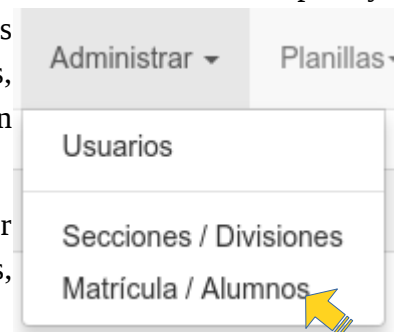 Administrar Planillas
Usuarios
Secciones / Divisiones
Matrícula / Alumnos